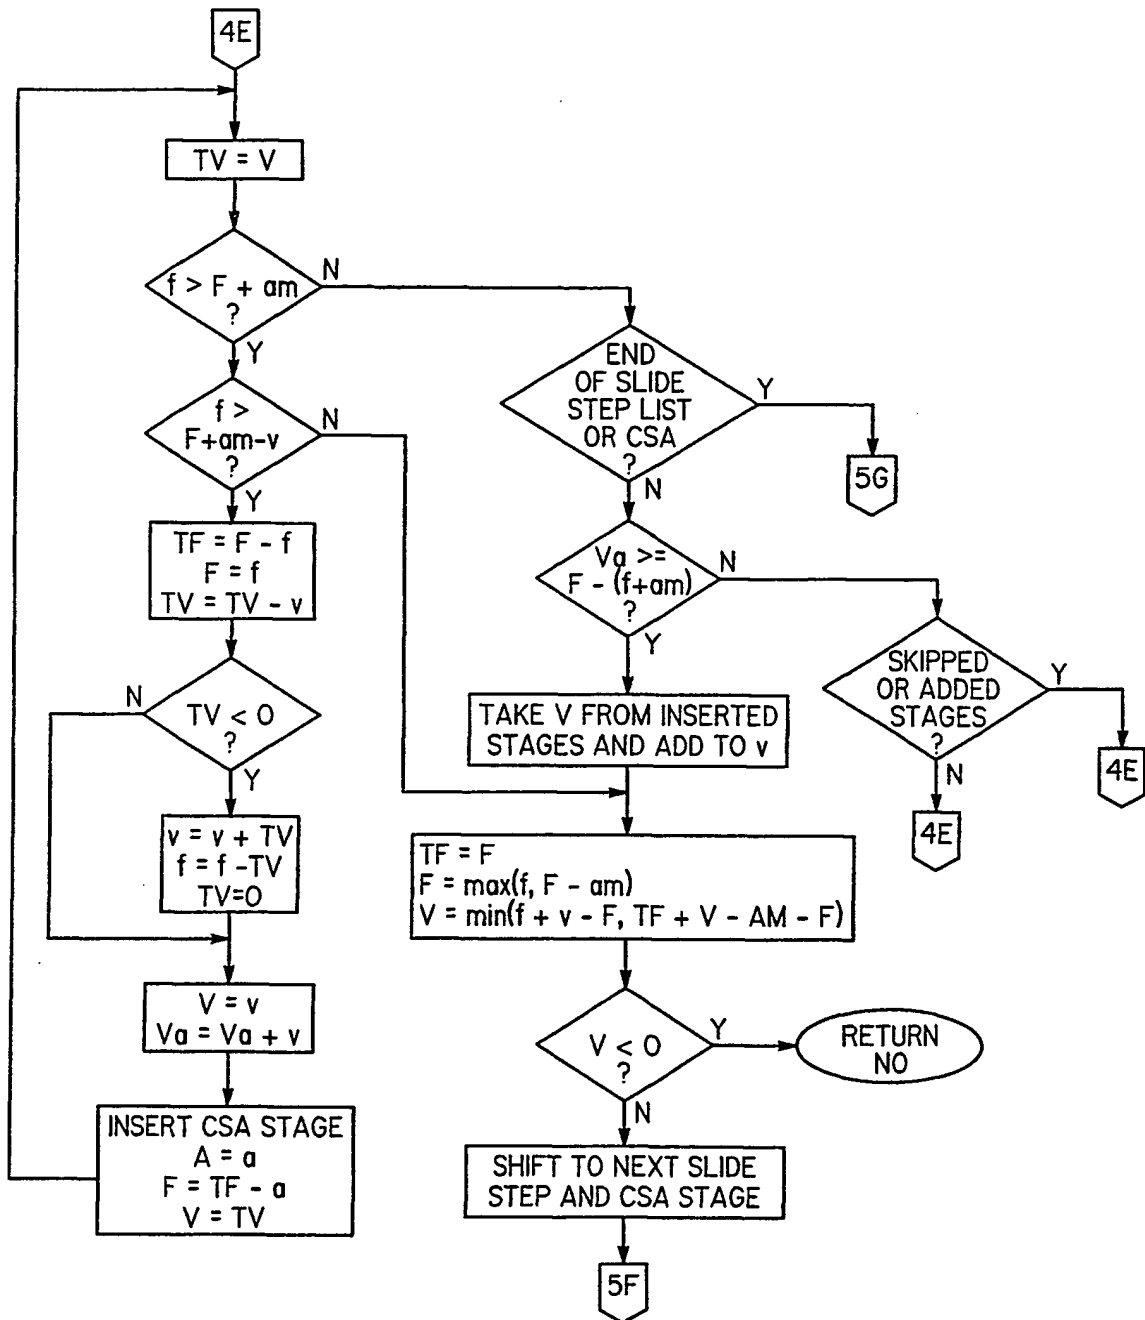 4E
TV = V
f > F + am
?
N
Y
f >
F+am-v
?
N
Y
TF = F - f
F = f
TV = TV - v
N
TV < 0
?
Y
v = v + TV
f = f -TV
TV=0
V = v
Va = Va + v
INSERT CSA STAGE
A = a
F = TF - a
V = TV
END
OF SLIDE
STEP LIST
OR CSA
?
Y
N
5G
Va >=
F - (f+am)
?
N
Y
SKIPPED
OR ADDED
STAGES
?
Y
N
4E
4E
TAKE V FROM INSERTED
STAGES AND ADD TO v
TF = F
F = max(f, F - am)
V = min(f + v - F, TF + V - AM - F)
V < 0
?
Y
N
RETURN
NO
SHIFT TO NEXT SLIDE
STEP AND CSA STAGE
5F